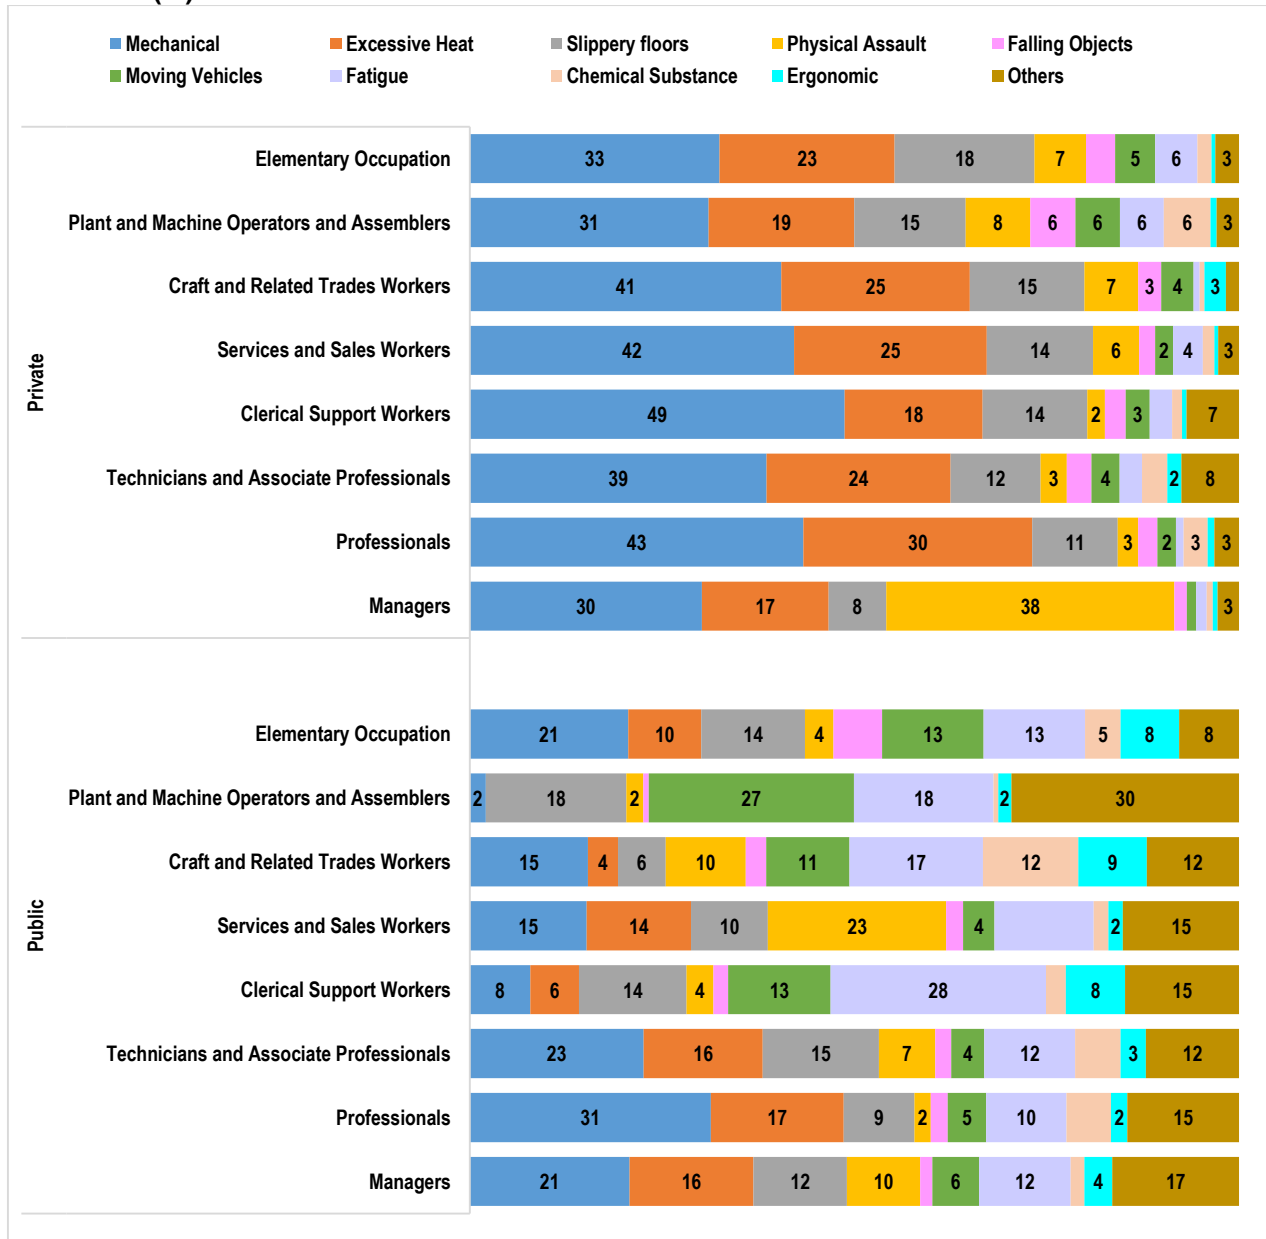 Mechanical Excessive Heat Slippery floors Physical Assault Falling Objects
Moving Vehicles Fatigue Chemical Substance Ergonomic Others
Private
Elementary Occupation 33 23 18 7 5 6 3
Plant and Machine Operators and Assemblers 31 19 15 8 6 6 6 6 3
Craft and Related Trades Workers 41 25 15 7 3 4 3
Services and Sales Workers 42 25 14 6 2 4 3
Clerical Support Workers 49 18 14 2 3 7
Technicians and Associate Professionals 39 24 12 3 4 2 8
Professionals 43 30 11 3 2 3 3
Managers 30 17 8 38 3
Public
Elementary Occupation 21 10 14 4 13 13 5 8 8
Plant and Machine Operators and Assemblers 2 18 2 27 18 2 30
Craft and Related Trades Workers 15 4 6 10 11 17 12 9 12
Services and Sales Workers 15 14 10 23 4 2 15
Clerical Support Workers 8 6 14 4 13 28 8 15
Technicians and Associate Professionals 23 16 15 7 4 12 3 12
Professionals 31 17 9 2 5 10 2 15
Managers 21 16 12 10 6 12 4 17